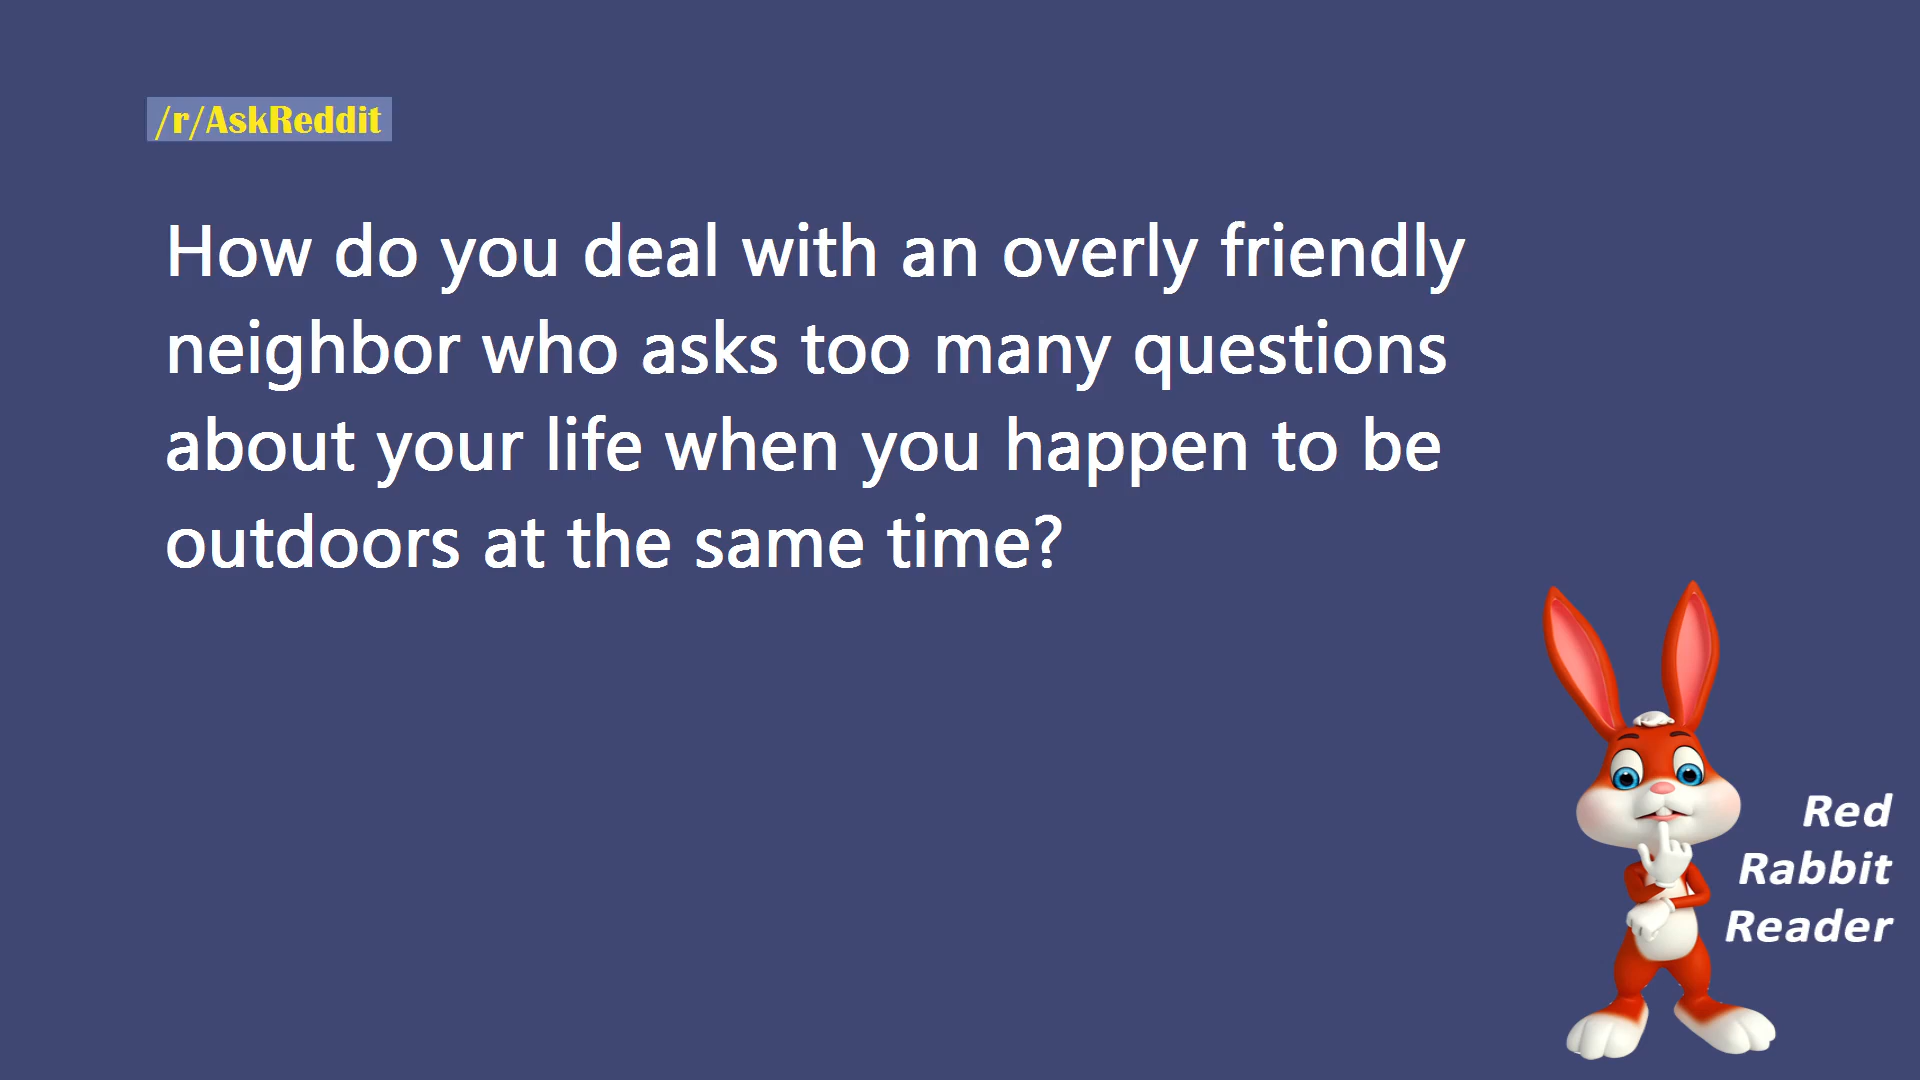 /r/AskReddit
How do you deal with an overly friendly
neighbor who asks too many questions
about your life when you happen to be
outdoors at the same time?
Red
Rabbit
Reader